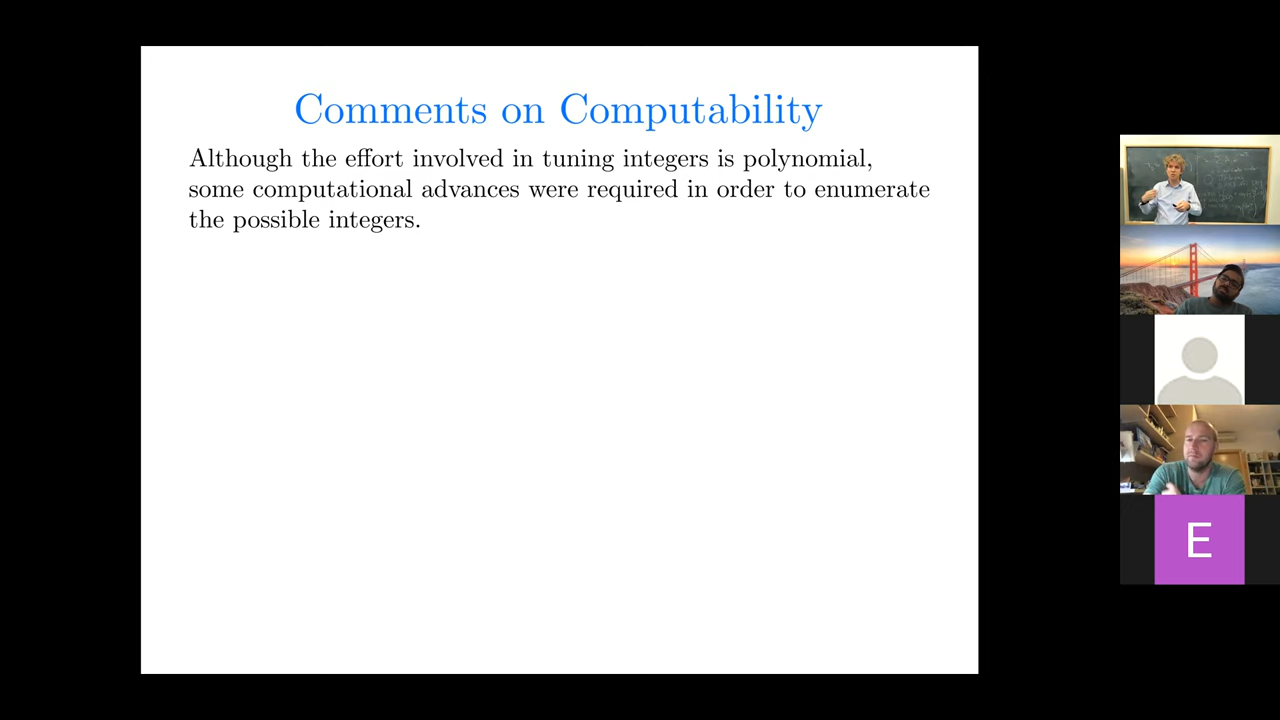 Comments on Computability
Although the effort involved in tuning integers is polynomial,
some computational advances were required in order to enumerate
the possible integers.
E